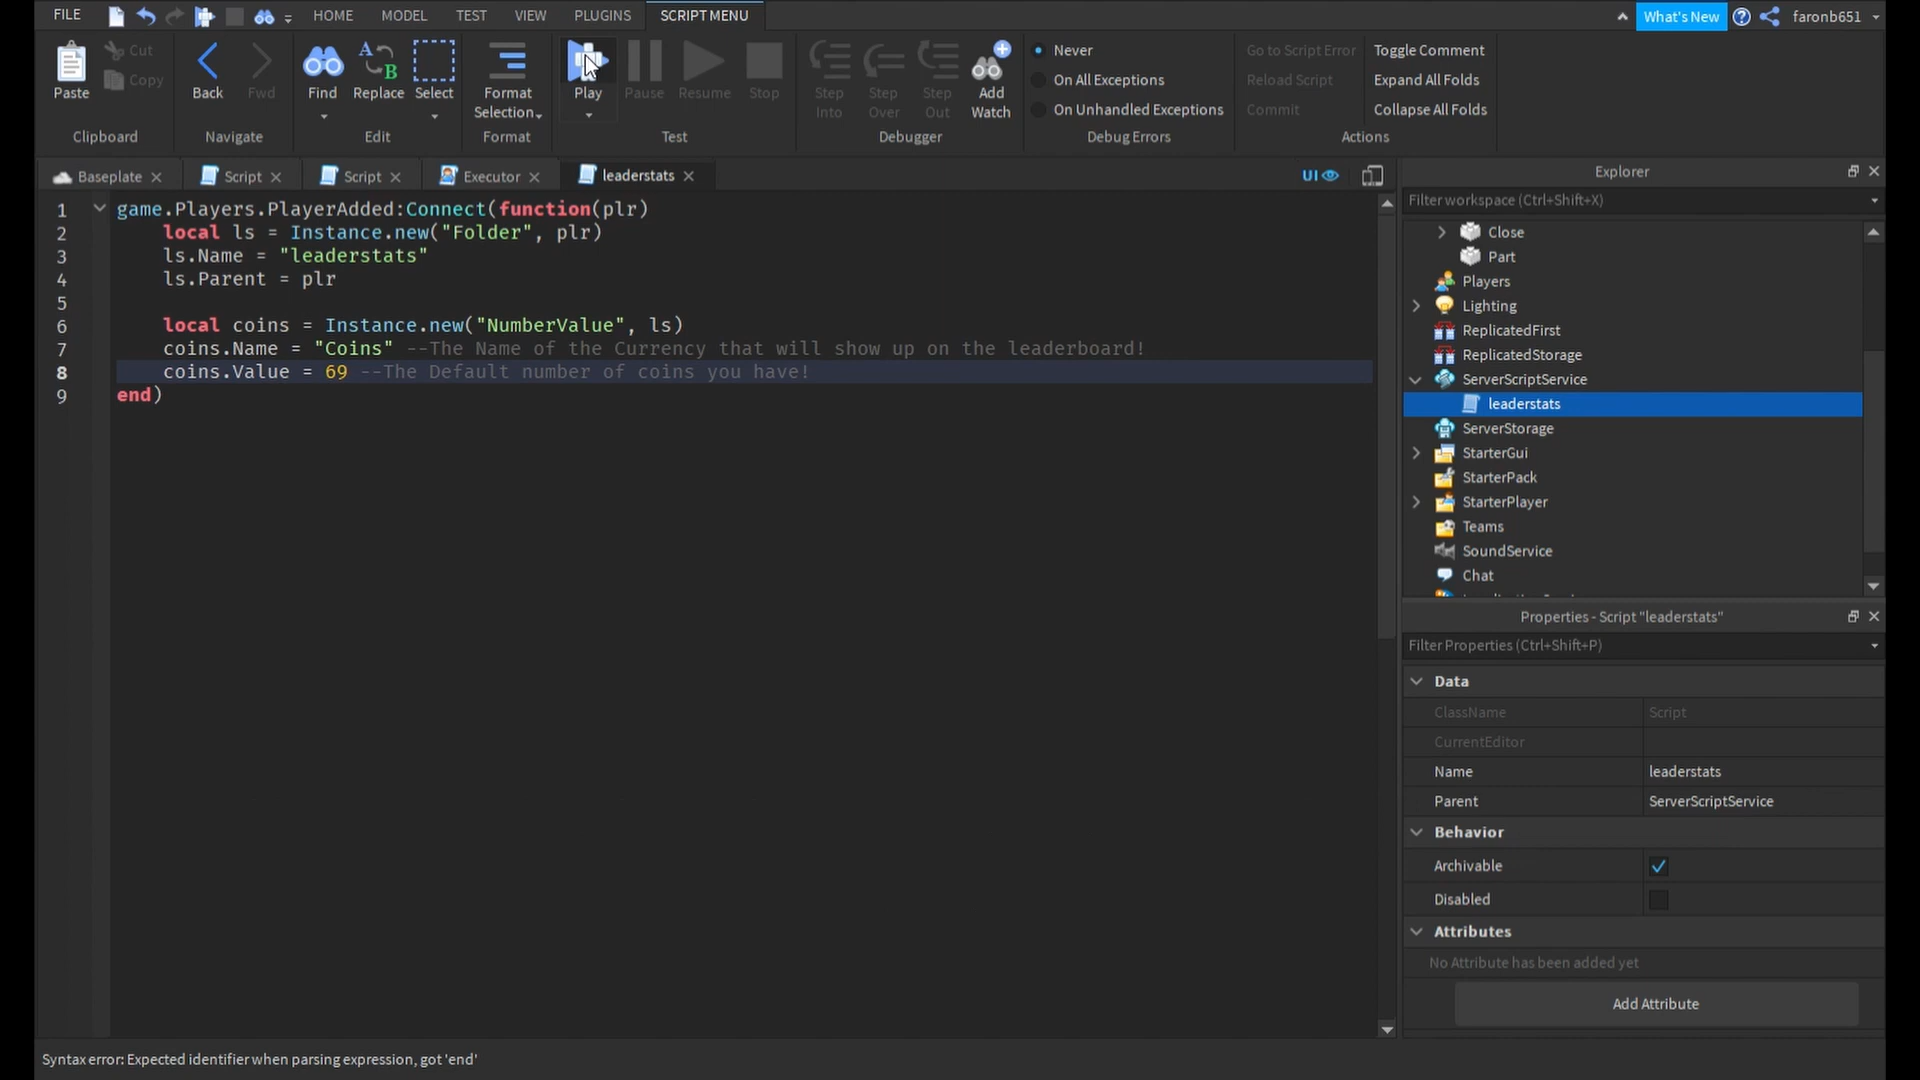 FILE HOME MODEL TEST VIEW PLUGINS SCRIPT MENU What's New faronb651
Paste Cut Copy Back Fwd Find Replace Select Format Selection Play Pause Resume Stop Step Into Step Over Step Out Add Watch
A B
Never
On All Exceptions
On Unhandled Exceptions
Go to Script Error
Reload Script
Commit
Toggle Comment
Expand All Folds
Collapse All Folds
Clipboard Navigate Edit Format Test Debugger Debug Errors Actions
Baseplate Script Script Executor leaderstats UI
1 game.Players.PlayerAdded:Connect(function(plr)
2 local ls = Instance.new("Folder", plr)
3 ls.Name = "leaderstats"
4 ls.Parent = plr
5
6 local coins = Instance.new("NumberValue", ls)
7 coins.Name = "Coins" --The Name of the Currency that will show up on the leaderboard!
8 coins.Value = 69 --The Default number of coins you have!
9 end)
Explorer
Filter workspace (Ctrl+Shift+X)
Close
Part
Players
Lighting
ReplicatedFirst
ReplicatedStorage
ServerScriptService
leaderstats
ServerStorage
StarterGui
StarterPack
StarterPlayer
Teams
SoundService
Chat
Properties - Script "leaderstats"
Filter Properties (Ctrl+Shift+P)
Data
ClassName Script
CurrentEditor
Name leaderstats
Parent ServerScriptService
Behavior
Archivable
Disabled
Attributes
No Attribute has been added yet
Add Attribute
Syntax error: Expected identifier when parsing expression, got 'end'